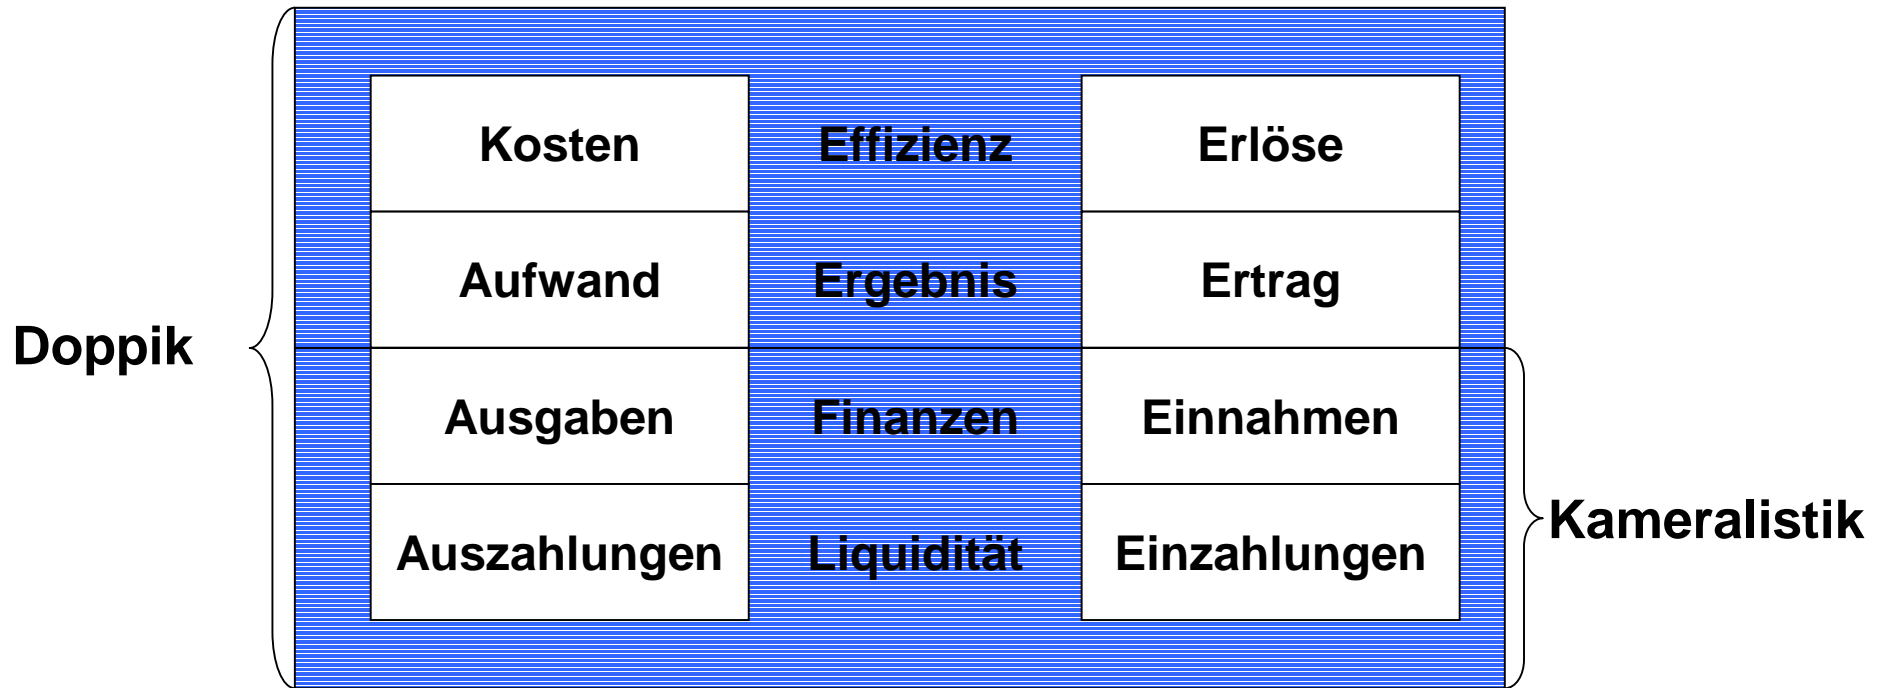 Kosten Effizienz Erlöse
Aufwand Ergebnis Ertrag
Doppik
Ausgaben Finanzen Einnahmen
Kameralistik
Auszahlungen Liquidität Einzahlungen